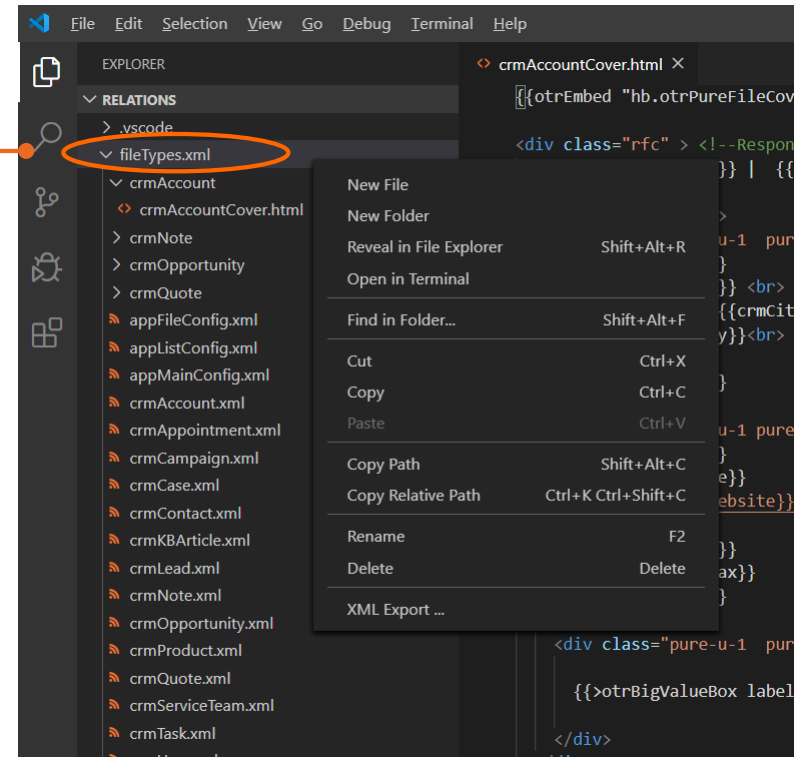 File Edit Selection View Go Debug Terminal Help
EXPLORER
RELATIONS
.vscode
fileTypes.xml
crmAccount
crmAccountCover.html
crmNote
crmOpportunity
crmQuote
appFileConfig.xml
appListConfig.xml
appMainConfig.xml
crmAccount.xml
crmAppointment.xml
crmCampaign.xml
crmCase.xml
crmContact.xml
crmKBArticle.xml
crmLead.xml
crmNote.xml
crmOpportunity.xml
crmProduct.xml
crmQuote.xml
crmServiceTeam.xml
crmTask.xml
New File
New Folder
Reveal in File Explorer Shift+Alt+R
Open in Terminal
Find in Folder... Shift+Alt+F
Cut Ctrl+X
Copy Ctrl+C
Paste Ctrl+V
Copy Path Shift+Alt+C
Copy Relative Path Ctrl+K Ctrl+Shift+C
Rename F2
Delete Delete
XML Export ...
crmAccountCover.html ×
{{otrEmbed "hb.otrPureFileCov
<div class="rfc" > <!--Respon
}} | {{
>
u-1 pur
}
}} <br>
{{crmCit
y}}<br>
}
u-1 pure
}
e}}
ebsite}}
}}
ax}}
}
<div class="pure-u-1 pur
{{>otrBigValueBox label
</div>